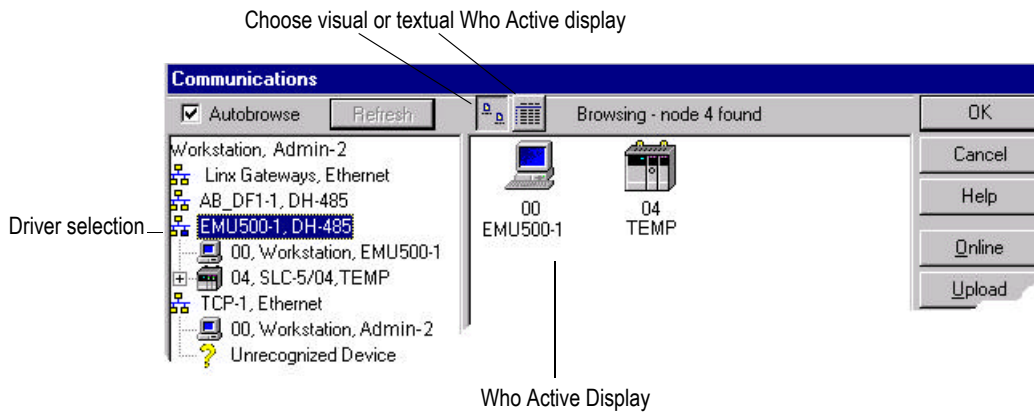 Choose visual or textual Who Active display
Communications
Autobrowse
Refresh
Browsing - node 4 found
OK
Cancel
Help
Online
Upload
Workstation, Admin-2
Linx Gateways, Ethernet
AB_DF1-1, DH-485
EMU500-1, DH-485
00, Workstation, EMU500-1
04, SLC-5/04,TEMP
TCP-1, Ethernet
00, Workstation, Admin-2
Unrecognized Device
00
EMU500-1
04
TEMP
Driver selection
Who Active Display